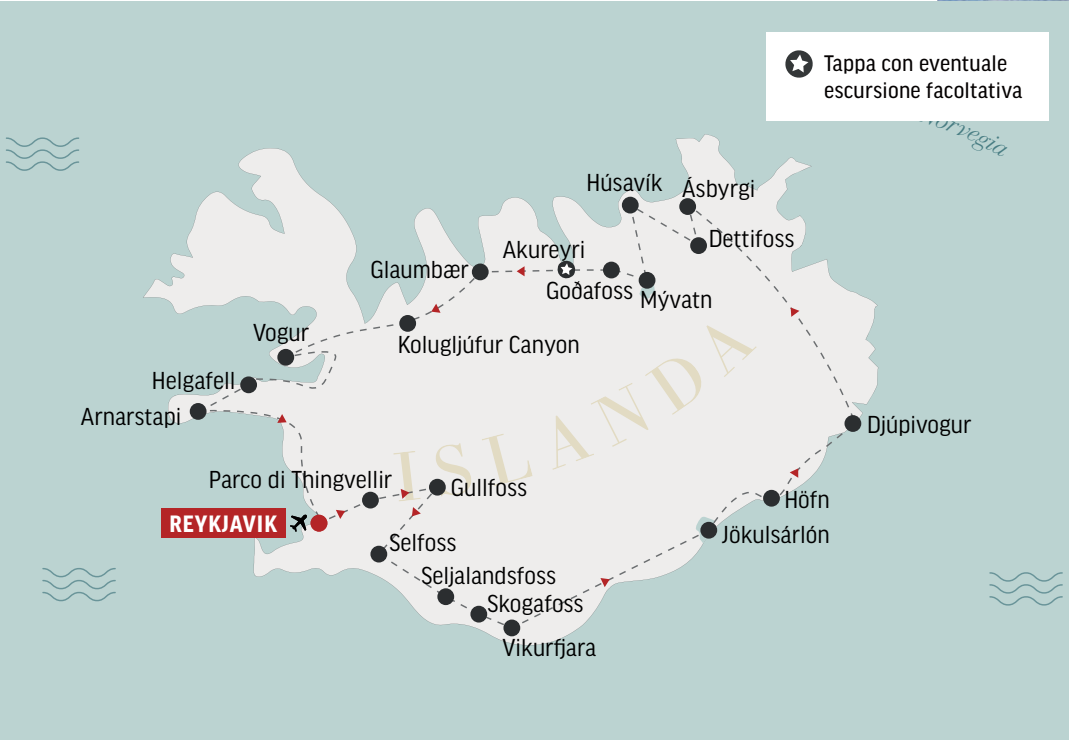 Tappa con eventuale
escursione facoltativa
Norvegia
Húsavík
Ásbyrgi
Dettifoss
Akureyri
Glaumbær
Goðafoss
Mývatn
Vogur
Kolugljúfur Canyon
Helgafell
Arnarstapi
ISLANDA
Djúpivogur
Parco di Thingvellir
Gullfoss
Höfn
REYKJAVIK
Jökulsárlón
Selfoss
Seljalandsfoss
Skogafoss
Vikurfjara